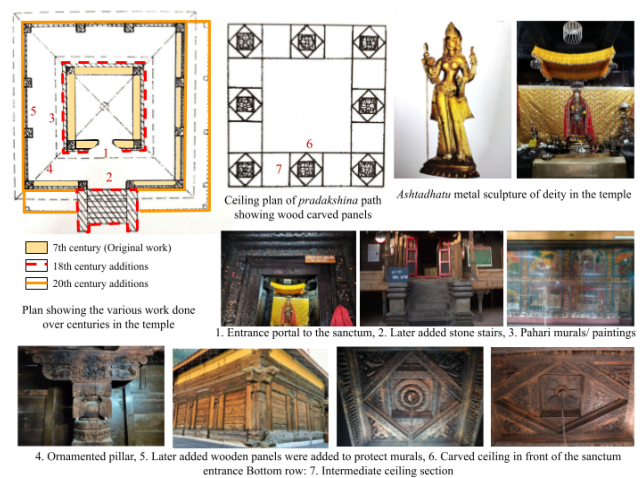 5
3
1
4
2
6
7
7th century (Original work)
18th century additions
20th century additions
Plan showing the various work done
over centuries in the temple
Ceiling plan of pradakshina path
showing wood carved panels
Ashtadhatu metal sculpture of deity in the temple
1. Entrance portal to the sanctum, 2. Later added stone stairs, 3. Pahari murals/ paintings
4. Ornamented pillar, 5. Later added wooden panels were added to protect murals, 6. Carved ceiling in front of the sanctum
entrance Bottom row: 7. Intermediate ceiling section